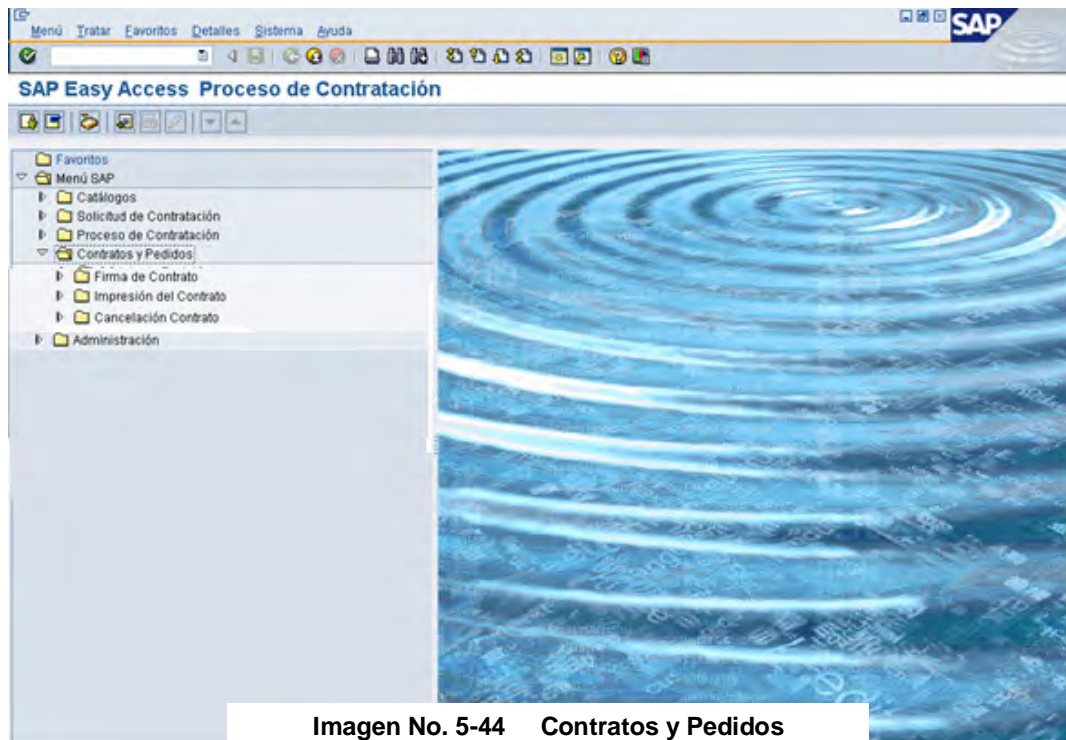 Menú Tratar Favoritos Detalles Sistema Ayuda
SAP
SAP Easy Access Proceso de Contratación
Favoritos
Menú SAP
Catálogos
Solicitud de Contratación
Proceso de Contratación
Contratos y Pedidos
Firma de Contrato
Impresión del Contrato
Cancelación Contrato
Administración
Imagen No. 5-44 Contratos y Pedidos